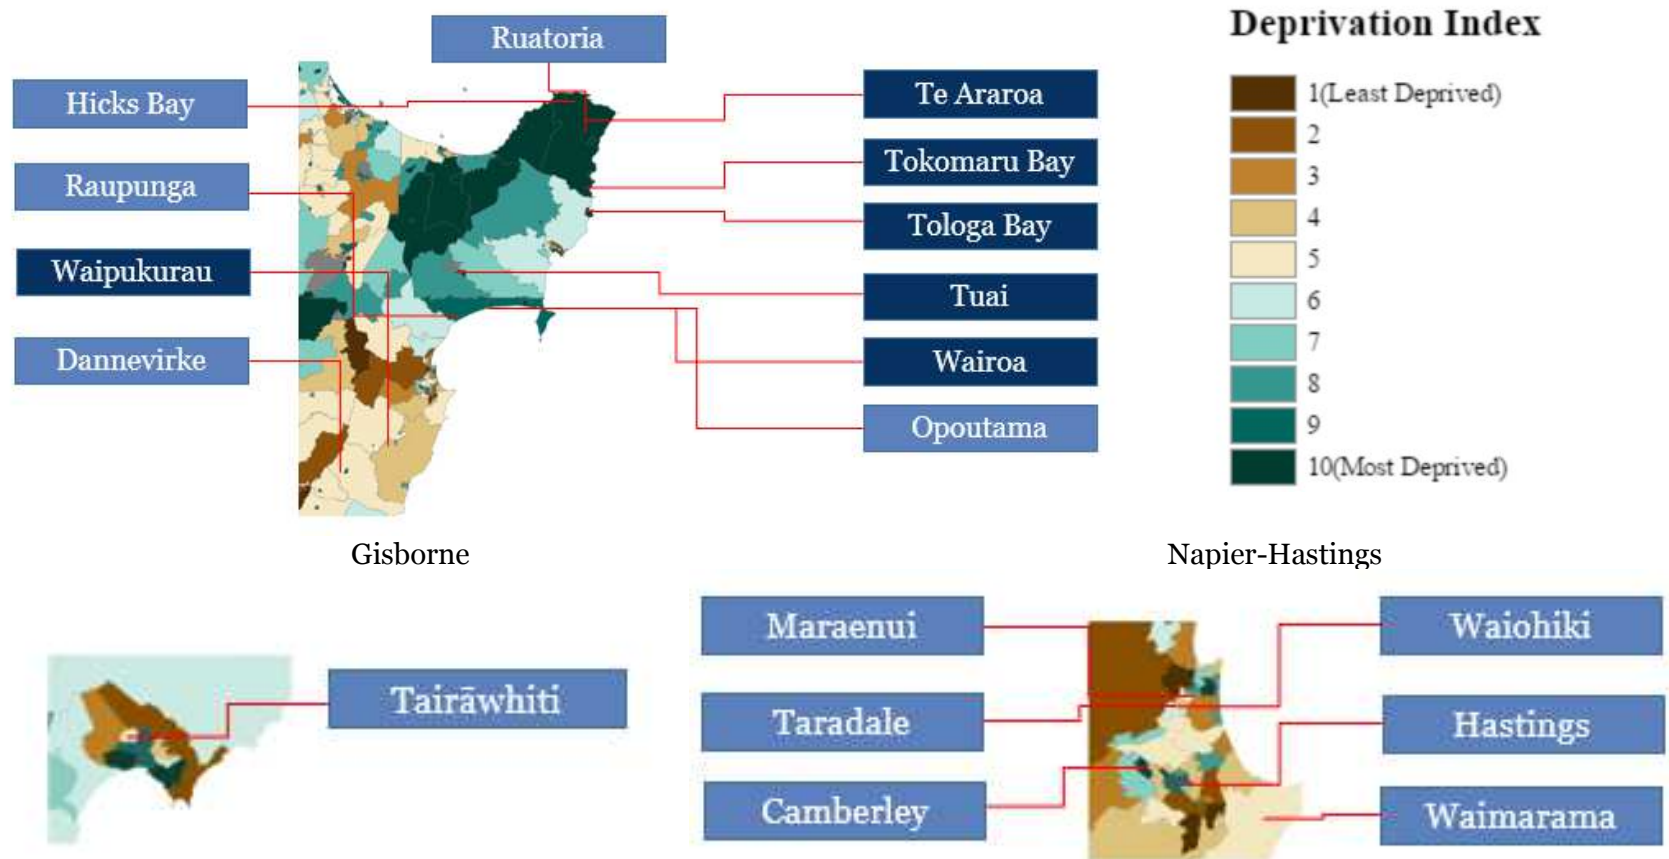 Ruatoria
Deprivation Index
Hicks Bay
Te Araroa
1(Least Deprived)
2
Tokomaru Bay
Raupunga
3
Tologa Bay
4
Waipukurau
5
Tuai
6
Dannevirke
Wairoa
7
8
Opoutama
9
10(Most Deprived)
Gisborne
Napier-Hastings
Maraenui
Waiohiki
Tairāwhiti
Taradale
Hastings
Camberley
Waimarama